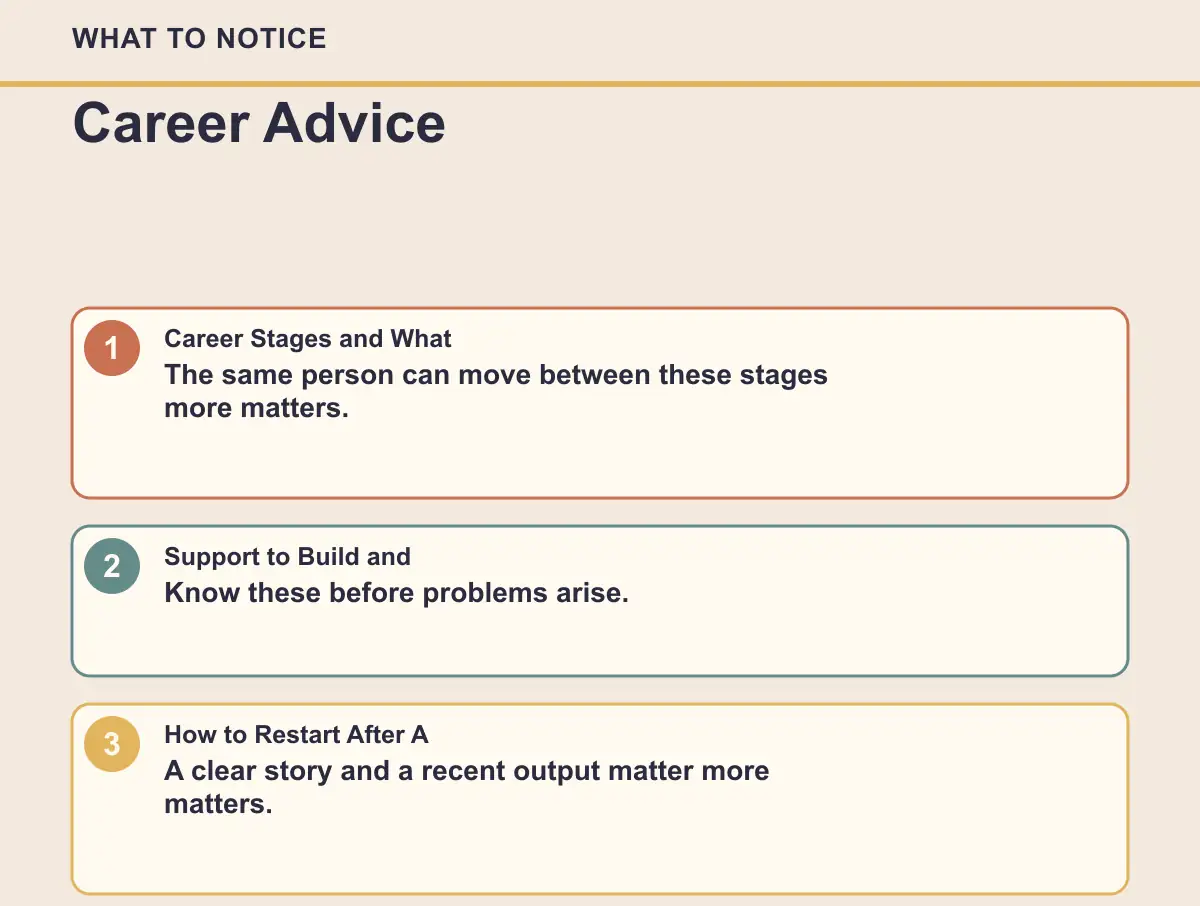 WHAT TO NOTICE
Career Advice
1
Career Stages and What
The same person can move between these stages
more matters.
2
Support to Build and
Know these before problems arise.
3
How to Restart After A
A clear story and a recent output matter more
matters.